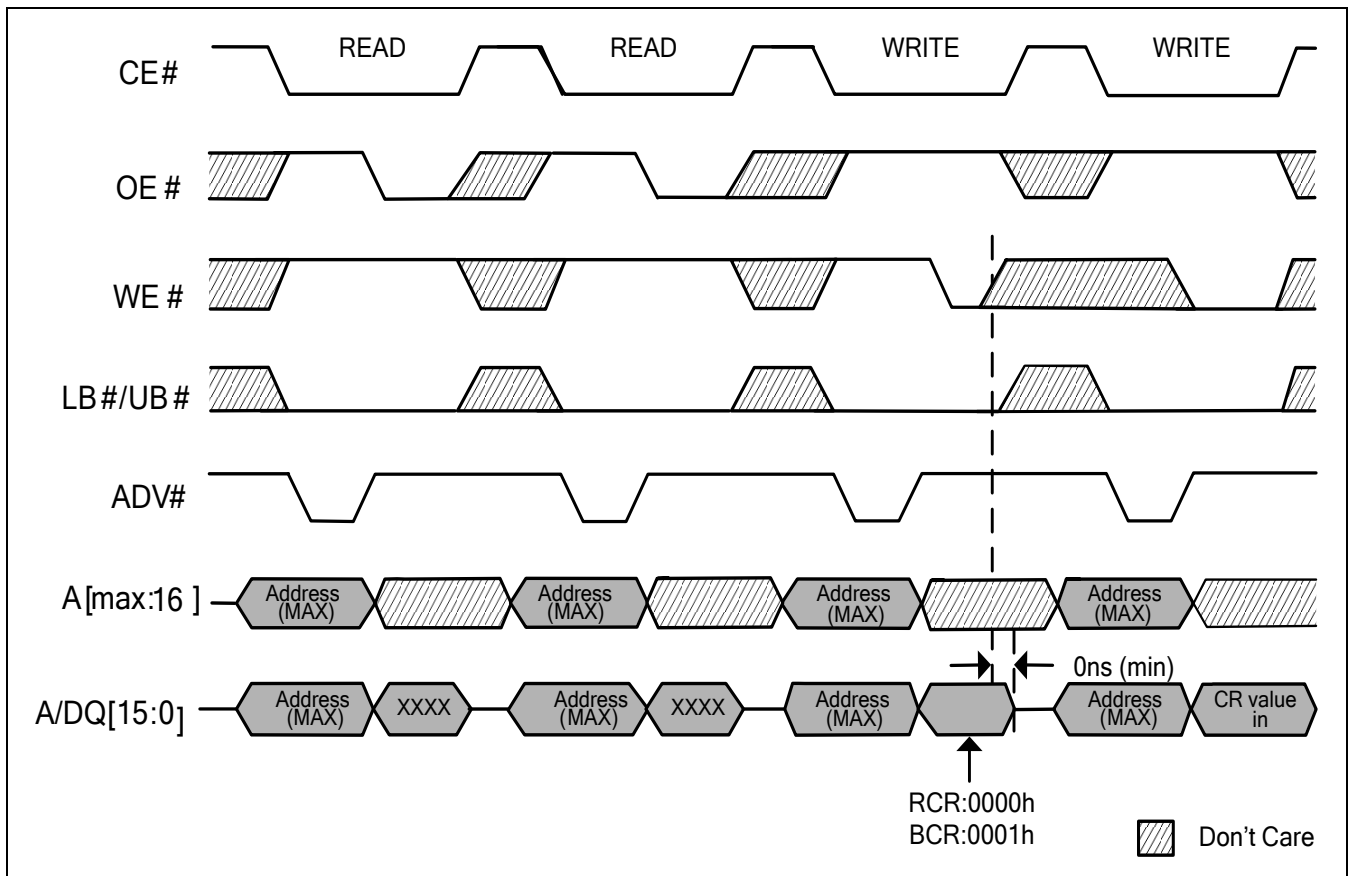 READ READ WRITE WRITE
CE#
OE #
WE #
LB #/UB #
ADV#
A[max:16 ]
Address
(MAX)
Address
(MAX)
Address
(MAX)
Address
(MAX)
0ns (min)
A/DQ[15:0]
Address
(MAX)
XXXX
Address
(MAX)
XXXX
Address
(MAX)
Address
(MAX)
CR value
in
RCR:0000h
BCR:0001h
Don't Care